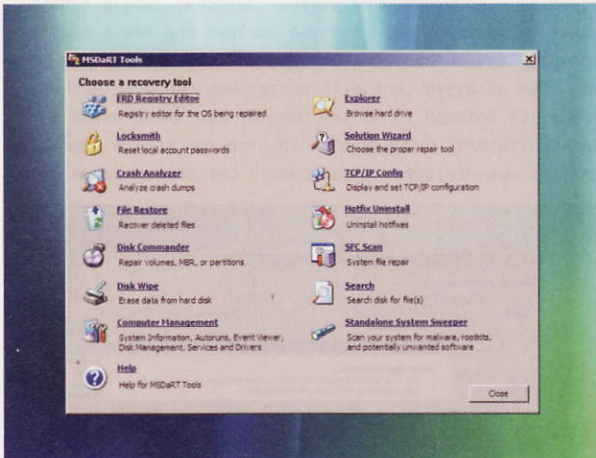 MSDaRT Tools
Choose a recovery tool
ERD Registry Editor
Registry editor for the OS being repaired
Locksmith
Reset local account passwords
Crash Analyzer
Analyze crash dumps
File Restore
Recover deleted files
Disk Commander
Repair volumes, MBR, or partitions
Disk Wipe
Erase data from hard disk
Computer Management
System Information, Autoruns, Event Viewer,
Disk Management, Services and Drivers
Help
Help for MSDaRT Tools
Explorer
Browse hard drive
Solution Wizard
Choose the proper repair tool
TCP/IP Config
Display and set TCP/IP configuration
Hotfix Uninstall
Uninstall hotfixes
SFC Scan
System file repair
Search
Search disk for file(s)
Standalone System Sweeper
Scan your system for malware, rootkits,
and potentially unwanted software
Close